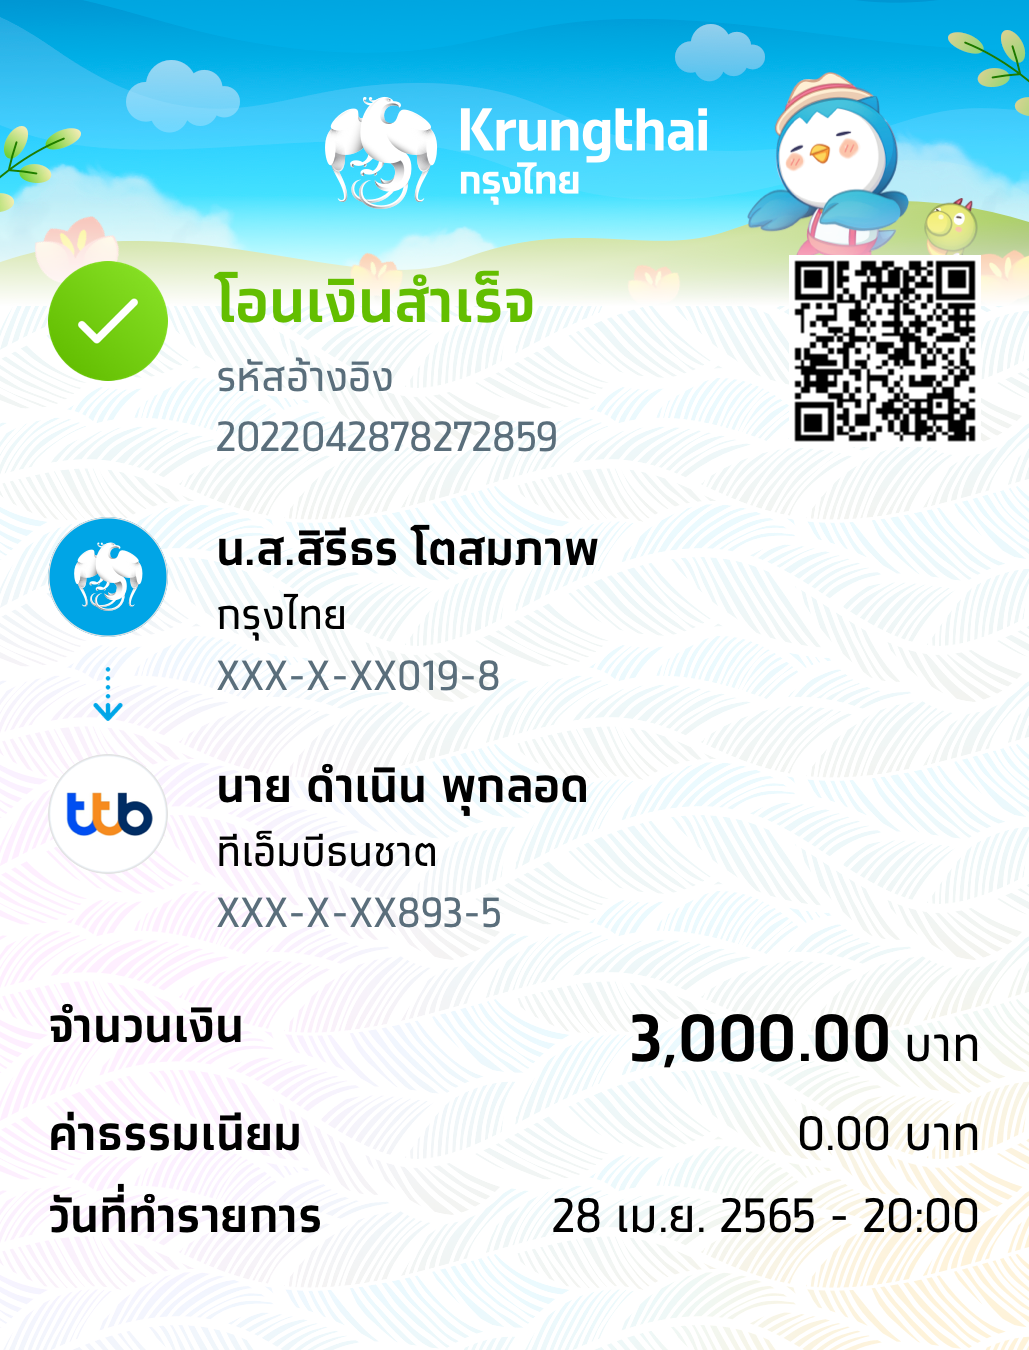 Krungthai
กรุงไทย
โอนเงินสำเร็จ
รหัสอ้างอิง
2022042878272859
น.ส.สิรีธร โตสมภาพ
กรุงไทย
XXX-X-XX019-8
ttb
นาย ดำเนิน พุกลอด
ทีเอ็มบีธนชาต
XXX-X-XX893-5
จำนวนเงิน 3,000.00 บาท
ค่าธรรมเนียม 0.00 บาท
วันที่ทำรายการ 28 เม.ย. 2565 - 20:00